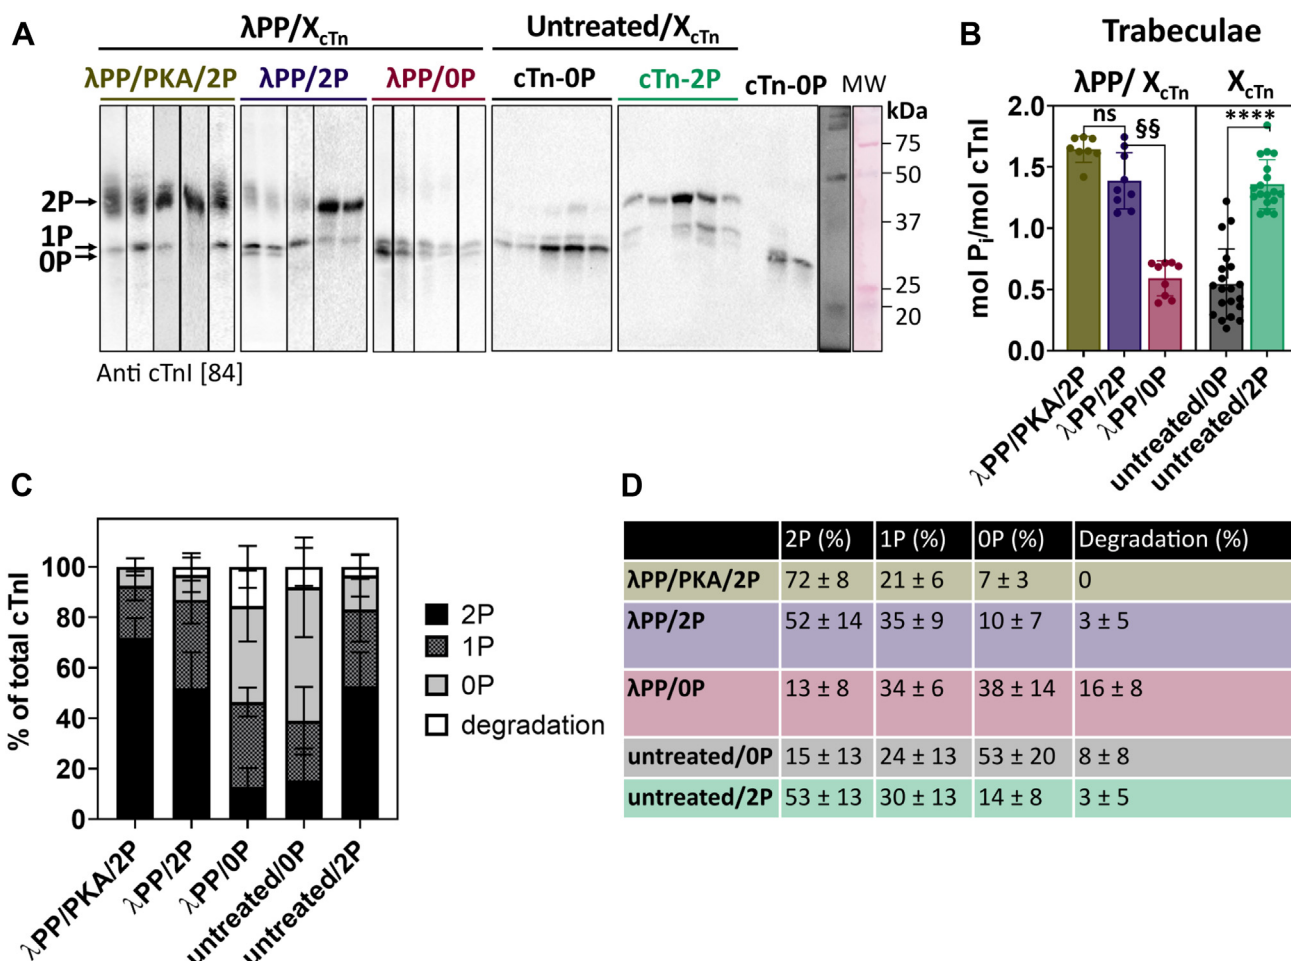 A
λPP/XcTn
Untreated/XcTn
λPP/PKA/2P
λPP/2P
λPP/0P
cTn-0P
cTn-2P
cTn-0P
MW
kDa
75
50
37
25
20
2P
1P
0P
Anti cTnI [84]
B
Trabeculae
λPP/ XcTn
XcTn
ns
§§
****
mol Pi/mol cTnI
2.0
1.5
1.0
0.5
0.0
λPP/PKA/2P
λPP/2P
λPP/0P
untreated/0P
untreated/2P
C
% of total cTnI
100
80
60
40
20
0
2P
1P
0P
degradation
λPP/PKA/2P
λPP/2P
λPP/0P
untreated/0P
untreated/2P
D
2P (%) 1P (%) 0P (%) Degradation (%)
λPP/PKA/2P 72 ± 8 21 ± 6 7 ± 3 0
λPP/2P 52 ± 14 35 ± 9 10 ± 7 3 ± 5
λPP/0P 13 ± 8 34 ± 6 38 ± 14 16 ± 8
untreated/0P 15 ± 13 24 ± 13 53 ± 20 8 ± 8
untreated/2P 53 ± 13 30 ± 13 14 ± 8 3 ± 5